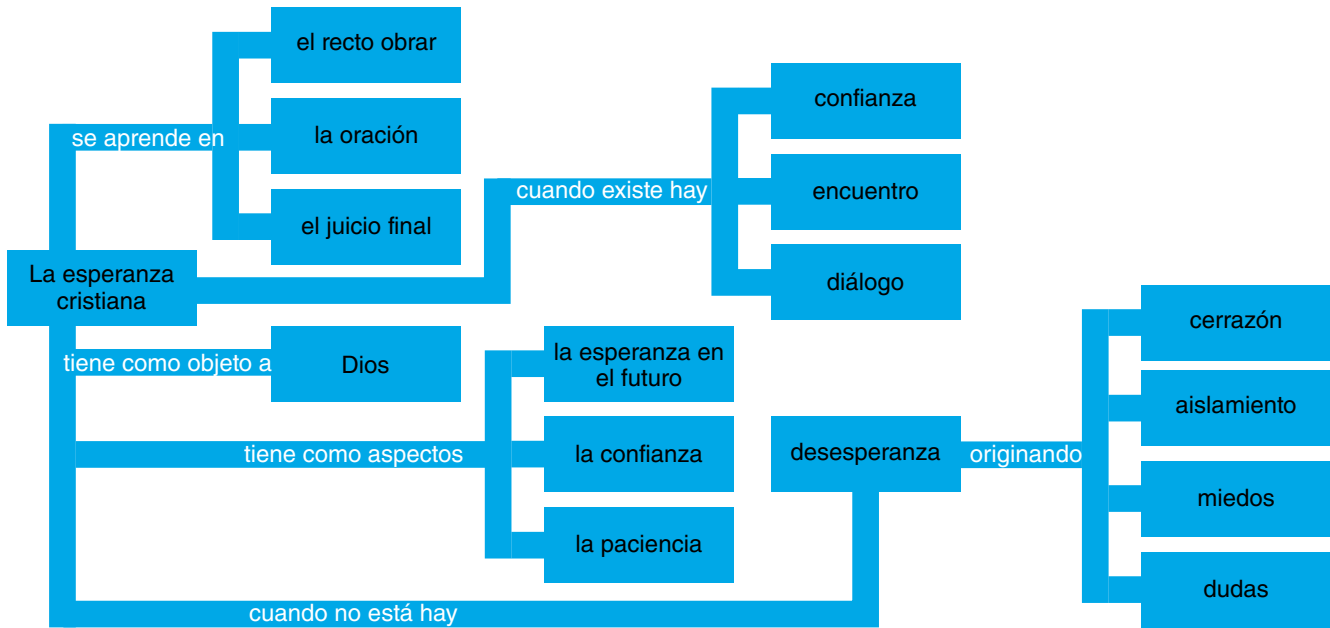 La esperanza
cristiana
se aprende en
el recto obrar
la oración
el juicio final
cuando existe hay
confianza
encuentro
diálogo
tiene como objeto a
Dios
tiene como aspectos
la esperanza en
el futuro
la confianza
la paciencia
cuando no está hay
desesperanza
originando
cerrazón
aislamiento
miedos
dudas